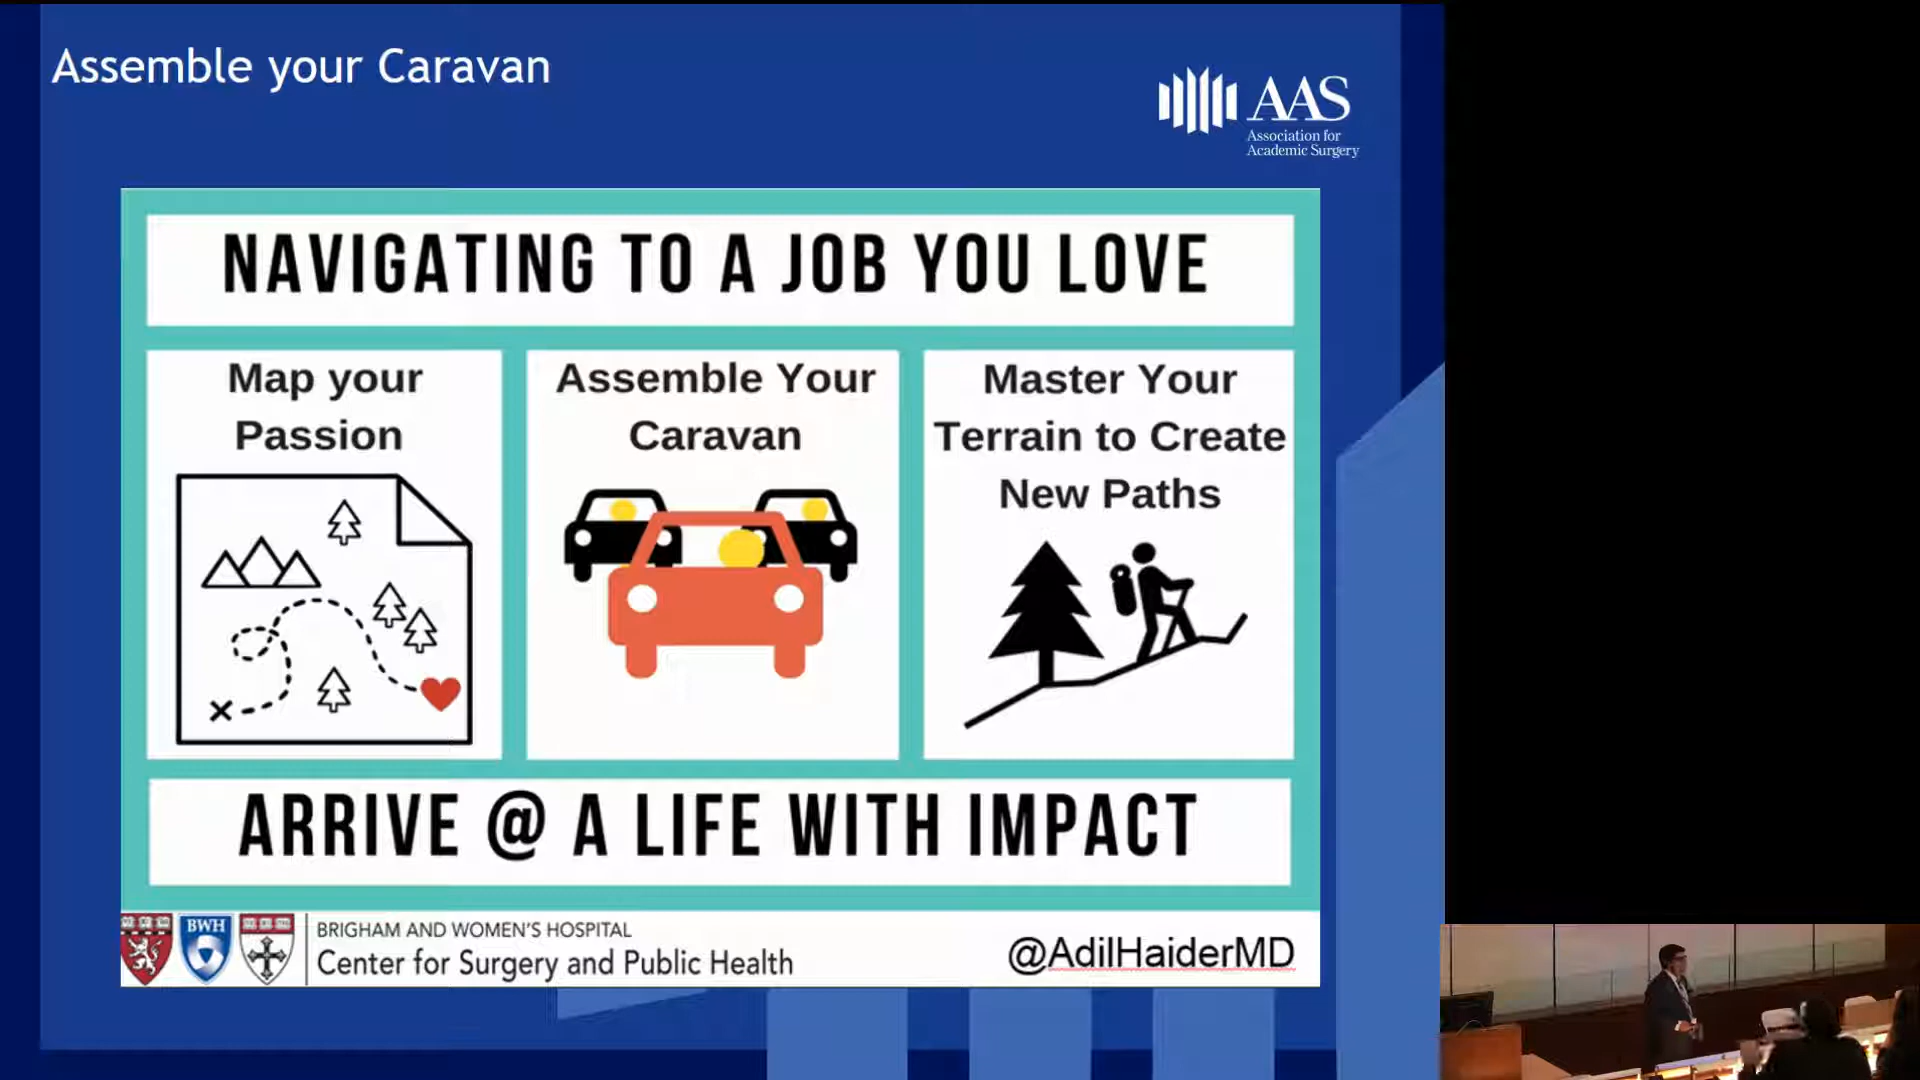 Assemble your Caravan
AAS
Association for
Academic Surgery
NAVIGATING TO A JOB YOU LOVE
Map your
Passion
Assemble Your
Caravan
Master Your
Terrain to Create
New Paths
ARRIVE @ A LIFE WITH IMPACT
BWH
BRIGHAM AND WOMEN'S HOSPITAL
Center for Surgery and Public Health
@AdilHaiderMD